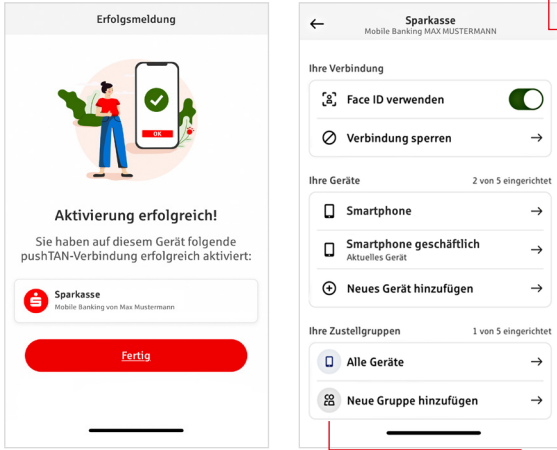 Erfolgsmeldung
OK
Aktivierung erfolgreich!
Sie haben auf diesem Gerät folgende
pushTAN-Verbindung erfolgreich aktiviert:
Sparkasse
Mobile Banking von Max Mustermann
Fertig
Sparkasse
Mobile Banking MAX MUSTERMANN
Ihre Verbindung
Face ID verwenden
Verbindung sperren
Ihre Geräte 2 von 5 eingerichtet
Smartphone
Smartphone geschäftlich
Aktuelles Gerät
Neues Gerät hinzufügen
Ihre Zustellgruppen 1 von 5 eingerichtet
Alle Geräte
Neue Gruppe hinzufügen